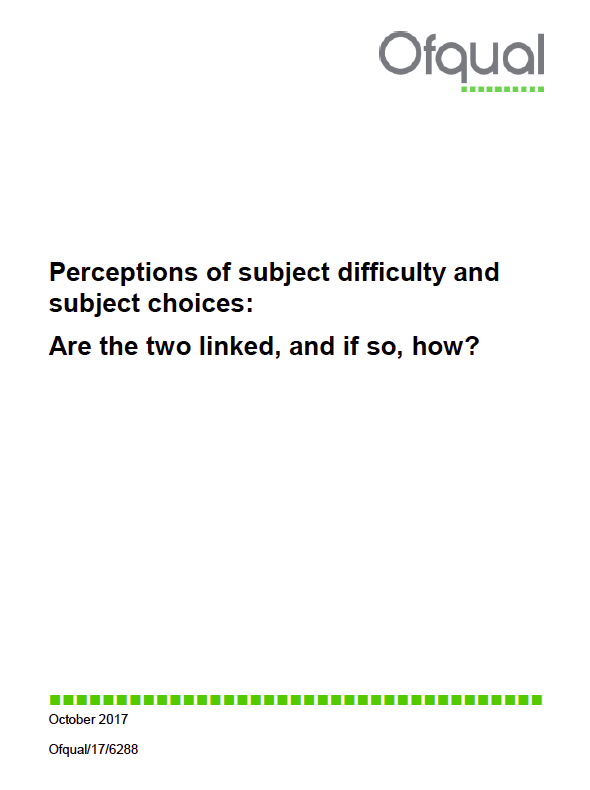 Ofqual
Perceptions of subject difficulty and
subject choices:
Are the two linked, and if so, how?
October 2017
Ofqual/17/6288